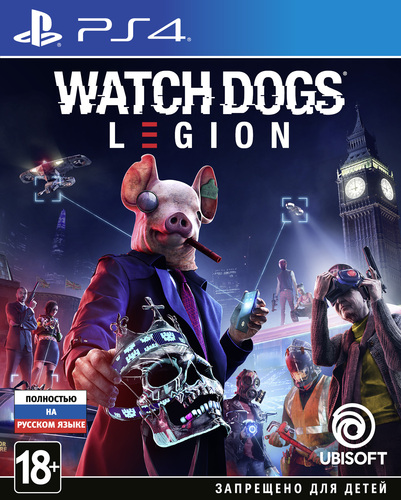 PS4
WATCH DOGS®
LEGION
ПОЛНОСТЬЮ
НА
РУССКОМ ЯЗЫКЕ
18+
UBISOFT
ЗАПРЕЩЕНО ДЛЯ ДЕТЕЙ